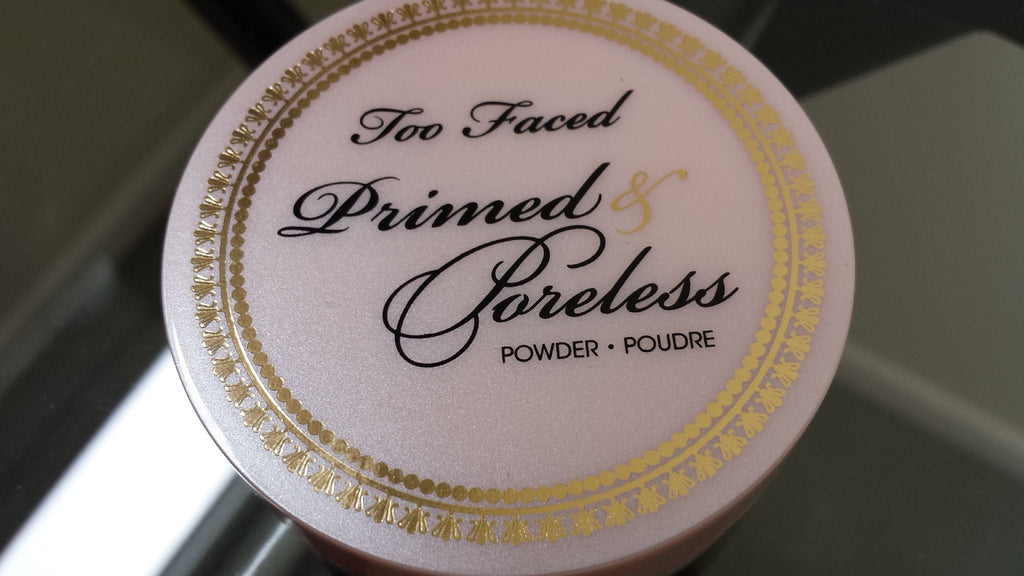 Too Faced
Primed &
Poreless
POWDER • POUDRE